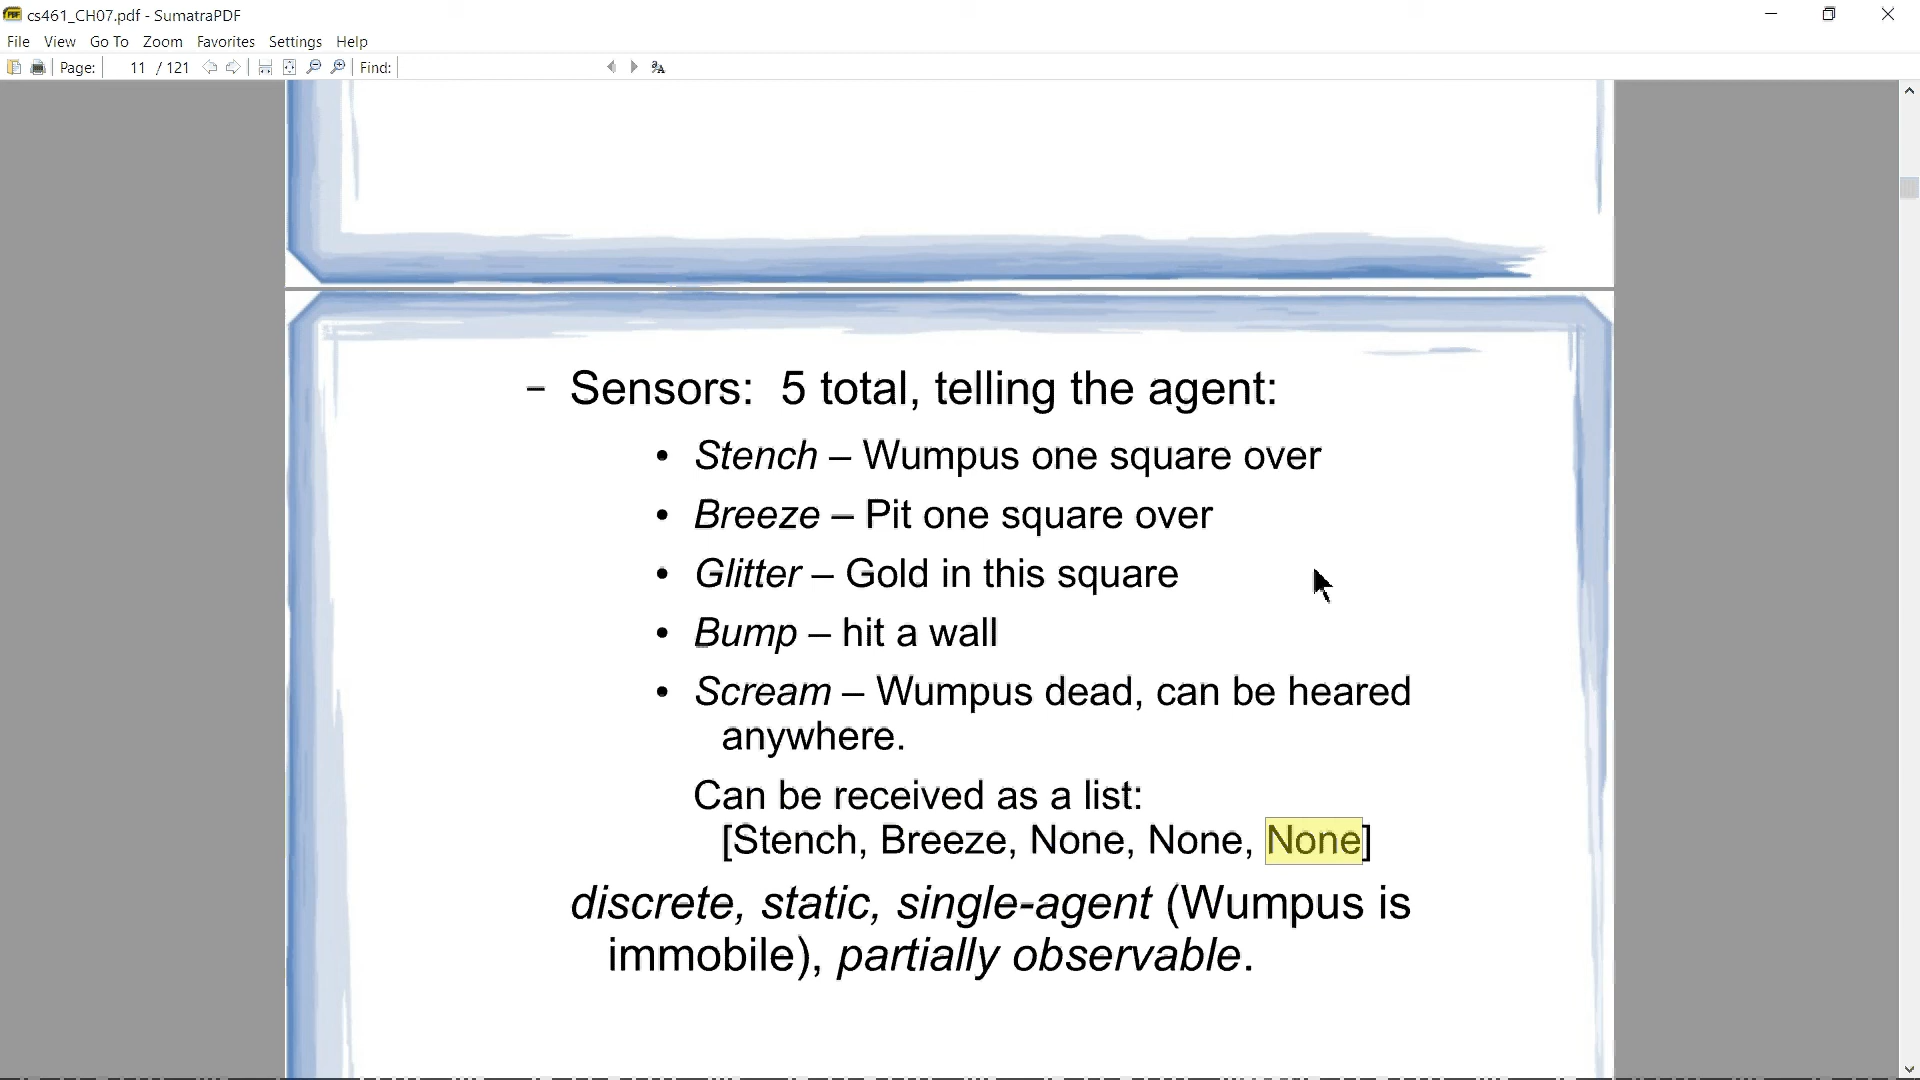 cs461_CH07.pdf - SumatraPDF
File View Go To Zoom Favorites Settings Help
Page: 11 / 121 Find:
– Sensors: 5 total, telling the agent:
• Stench – Wumpus one square over
• Breeze – Pit one square over
• Glitter – Gold in this square
• Bump – hit a wall
• Scream – Wumpus dead, can be heared
anywhere.
Can be received as a list:
[Stench, Breeze, None, None, None]
discrete, static, single-agent (Wumpus is
immobile), partially observable.